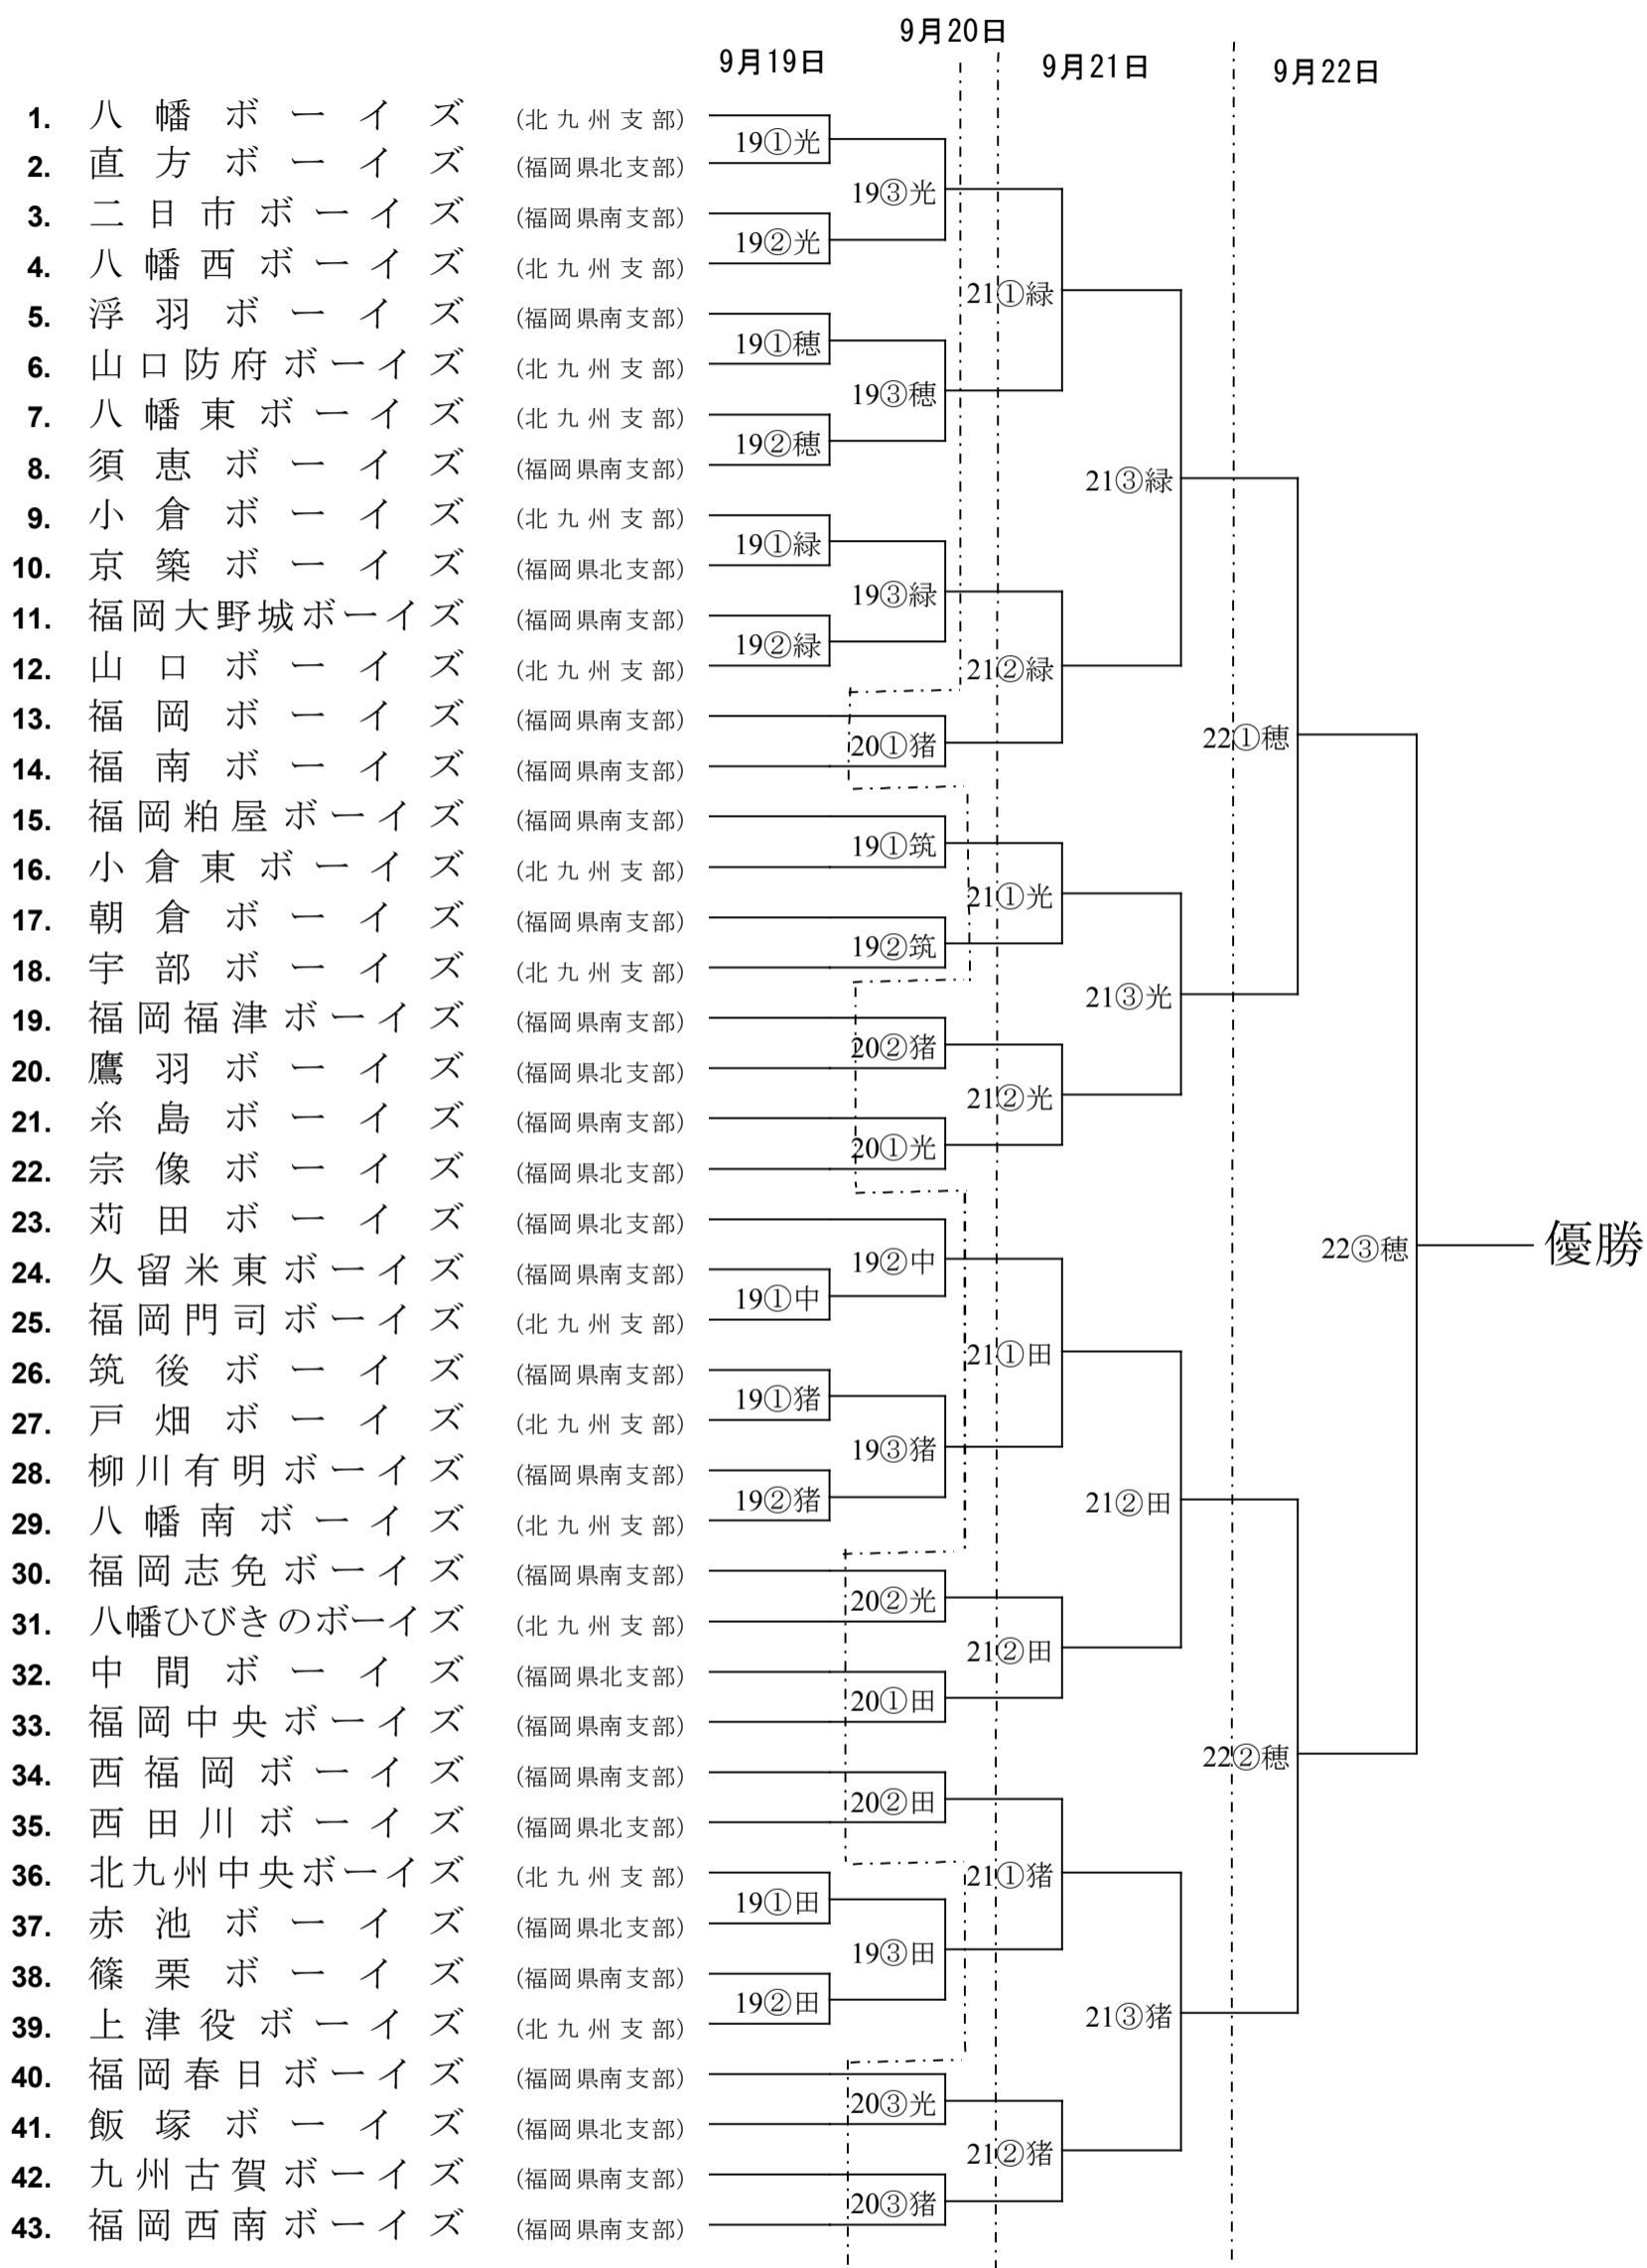 9月20日
9月19日 9月21日 9月22日
1. 八幡ボーイズ (北九州支部)
19①光
2. 直方ボーイズ (福岡県北支部)
19③光
3. 二日市ボーイズ (福岡県南支部)
19②光
4. 八幡西ボーイズ (北九州支部)
21①緑
5. 浮羽ボーイズ (福岡県南支部)
19①穂
6. 山口防府ボーイズ (北九州支部)
19③穂
7. 八幡東ボーイズ (北九州支部)
19②穂
8. 須恵ボーイズ (福岡県南支部)
21③緑
9. 小倉ボーイズ (北九州支部)
19①緑
10. 京築ボーイズ (福岡県北支部)
19③緑
11. 福岡大野城ボーイズ (福岡県南支部)
19②緑
12. 山口ボーイズ (北九州支部)
21②緑
13. 福岡ボーイズ (福岡県南支部)
22①穂
20①猪
14. 福南ボーイズ (福岡県南支部)
15. 福岡粕屋ボーイズ (福岡県南支部)
19①筑
16. 小倉東ボーイズ (北九州支部)
21①光
17. 朝倉ボーイズ (福岡県南支部)
19②筑
18. 宇部ボーイズ (北九州支部)
21③光
19. 福岡福津ボーイズ (福岡県南支部)
20②猪
20. 鷹羽ボーイズ (福岡県北支部)
21②光
21. 糸島ボーイズ (福岡県南支部)
20①光
22. 宗像ボーイズ (福岡県北支部)
23. 苅田ボーイズ (福岡県北支部)
22③穂 優勝
19②中
24. 久留米東ボーイズ (福岡県南支部)
19①中
25. 福岡門司ボーイズ (北九州支部)
21①田
26. 筑後ボーイズ (福岡県南支部)
19①猪
27. 戸畑ボーイズ (北九州支部)
19③猪
28. 柳川有明ボーイズ (福岡県南支部)
19②猪 21②田
29. 八幡南ボーイズ (北九州支部)
30. 福岡志免ボーイズ (福岡県南支部)
20②光
31. 八幡ひびきのボーイズ (北九州支部)
21②田
32. 中間ボーイズ (福岡県北支部)
20①田
33. 福岡中央ボーイズ (福岡県南支部)
22②穂
34. 西福岡ボーイズ (福岡県南支部)
20②田
35. 西田川ボーイズ (福岡県北支部)
36. 北九州中央ボーイズ (北九州支部)
21①猪
19①田
37. 赤池ボーイズ (福岡県北支部)
19③田
38. 篠栗ボーイズ (福岡県南支部)
19②田
39. 上津役ボーイズ (北九州支部)
21③猪
40. 福岡春日ボーイズ (福岡県南支部)
20③光
41. 飯塚ボーイズ (福岡県北支部)
21②猪
42. 九州古賀ボーイズ (福岡県南支部)
20③猪
43. 福岡西南ボーイズ (福岡県南支部)